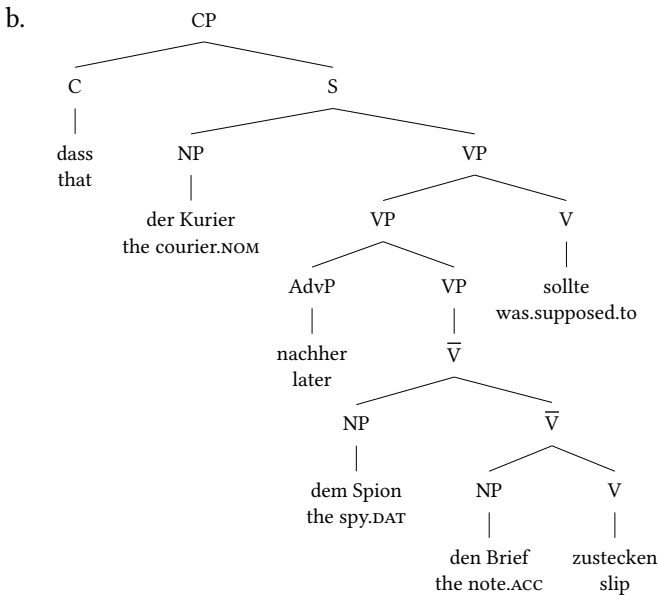 b. CP
C S
dass NP VP
that
der Kurier VP V
the courier.NOM
AdvP VP sollte
was.supposed.to
nachher V̅
later
NP V̅
dem Spion NP V
the spy.DAT
den Brief zustecken
the note.ACC slip